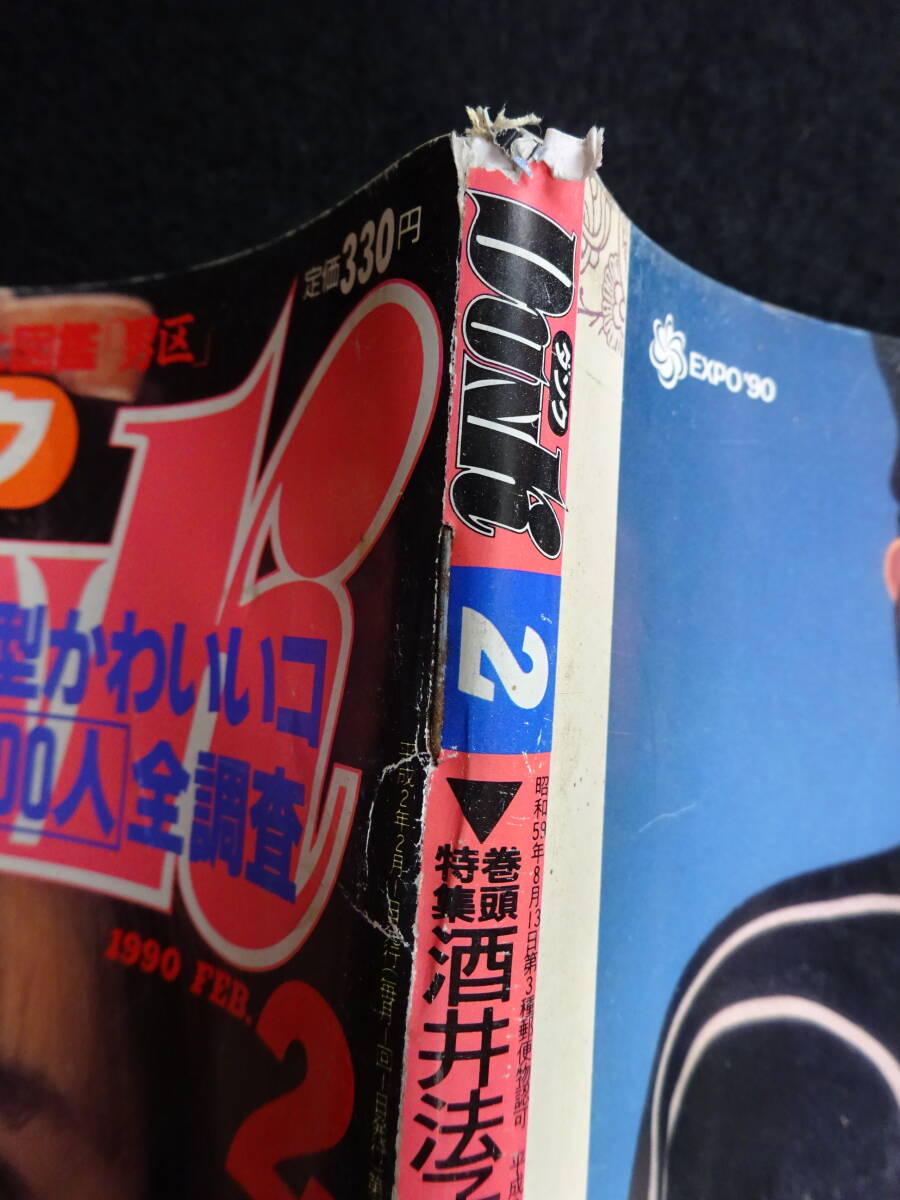 定価330円
図鑑「男区」
ク
型かわいいコ
00人全調査
1990 FEB.
2
平成2年2月1日発行(毎月1回1日発行)第
DUNK
ダンク
2
▼
巻頭
特集
酒井法子
昭和59年8月13日第3種郵便物認可 平成
EXPO'90